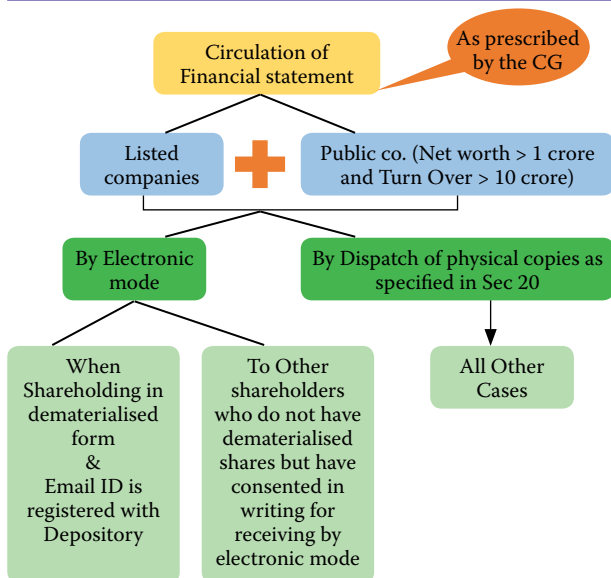 Circulation of
Financial statement
As prescribed
by the CG
Listed
companies
Public co. (Net worth > 1 crore
and Turn Over > 10 crore)
By Electronic
mode
By Dispatch of physical copies as
specified in Sec 20
When
Shareholding in
dematerialised
form
&
Email ID is
registered with
Depository
To Other
shareholders
who do not have
dematerialised
shares but have
consented in
writing for
receiving by
electronic mode
All Other
Cases